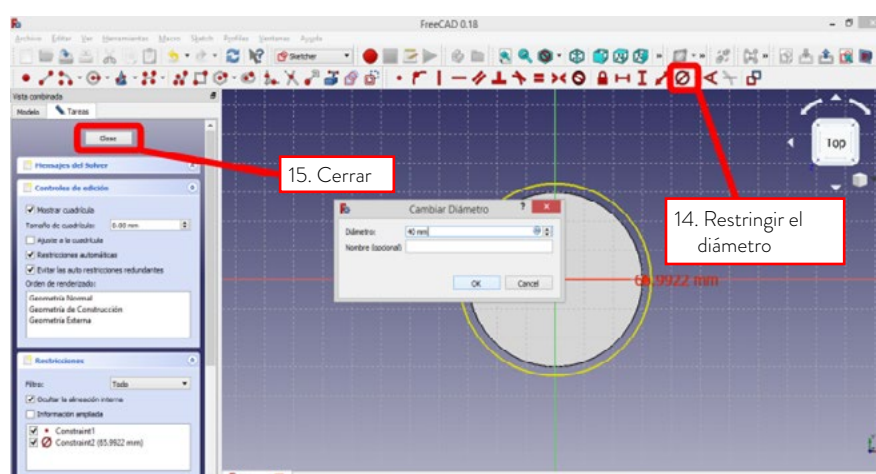 FreeCAD 0.18
Archivo Editar Ver Herramientas Macro Sketch Perfiles Ventanas Ayuda
Sketcher
Vista combinada
Modelo Tareas
Close
Mensajes del Solver
15. Cerrar
Controles de edición
Mostrar cuadrícula
Tamaño de cuadrícula: 0.00 mm
Ajuste a la cuadrícula
Restricciones automáticas
Evitar las auto restricciones redundantes
Orden de renderizado:
Geometría Normal
Geometría de Construcción
Geometría Externa
Restricciones
Filtro: Todo
Ocultar la alineación interna
Información ampliada
Constraint1
Constraint2 (65.9922 mm)
Cambiar Diámetro
Diámetro: 40 mm
Nombre (opcional)
OK Cancel
65.9922 mm
14. Restringir el
diámetro
Top